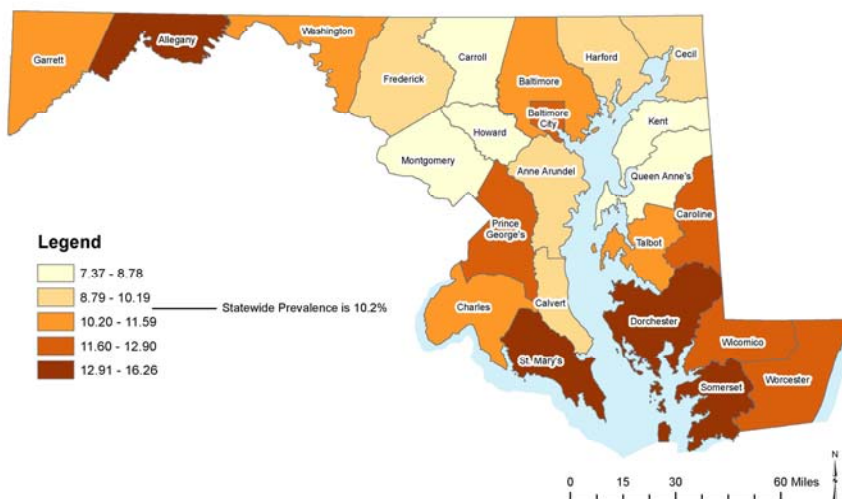 Garrett
Allegany
Washington
Frederick
Carroll
Baltimore
Harford
Cecil
Baltimore
City
Howard
Kent
Montgomery
Anne Arundel
Queen Anne's
Prince
George's
Caroline
Talbot
Charles
Calvert
Dorchester
St. Mary's
Wicomico
Somerset
Worcester
Legend
7.37 - 8.78
8.79 - 10.19
Statewide Prevalence is 10.2%
10.20 - 11.59
11.60 - 12.90
12.91 - 16.26
N
0 15 30 60 Miles